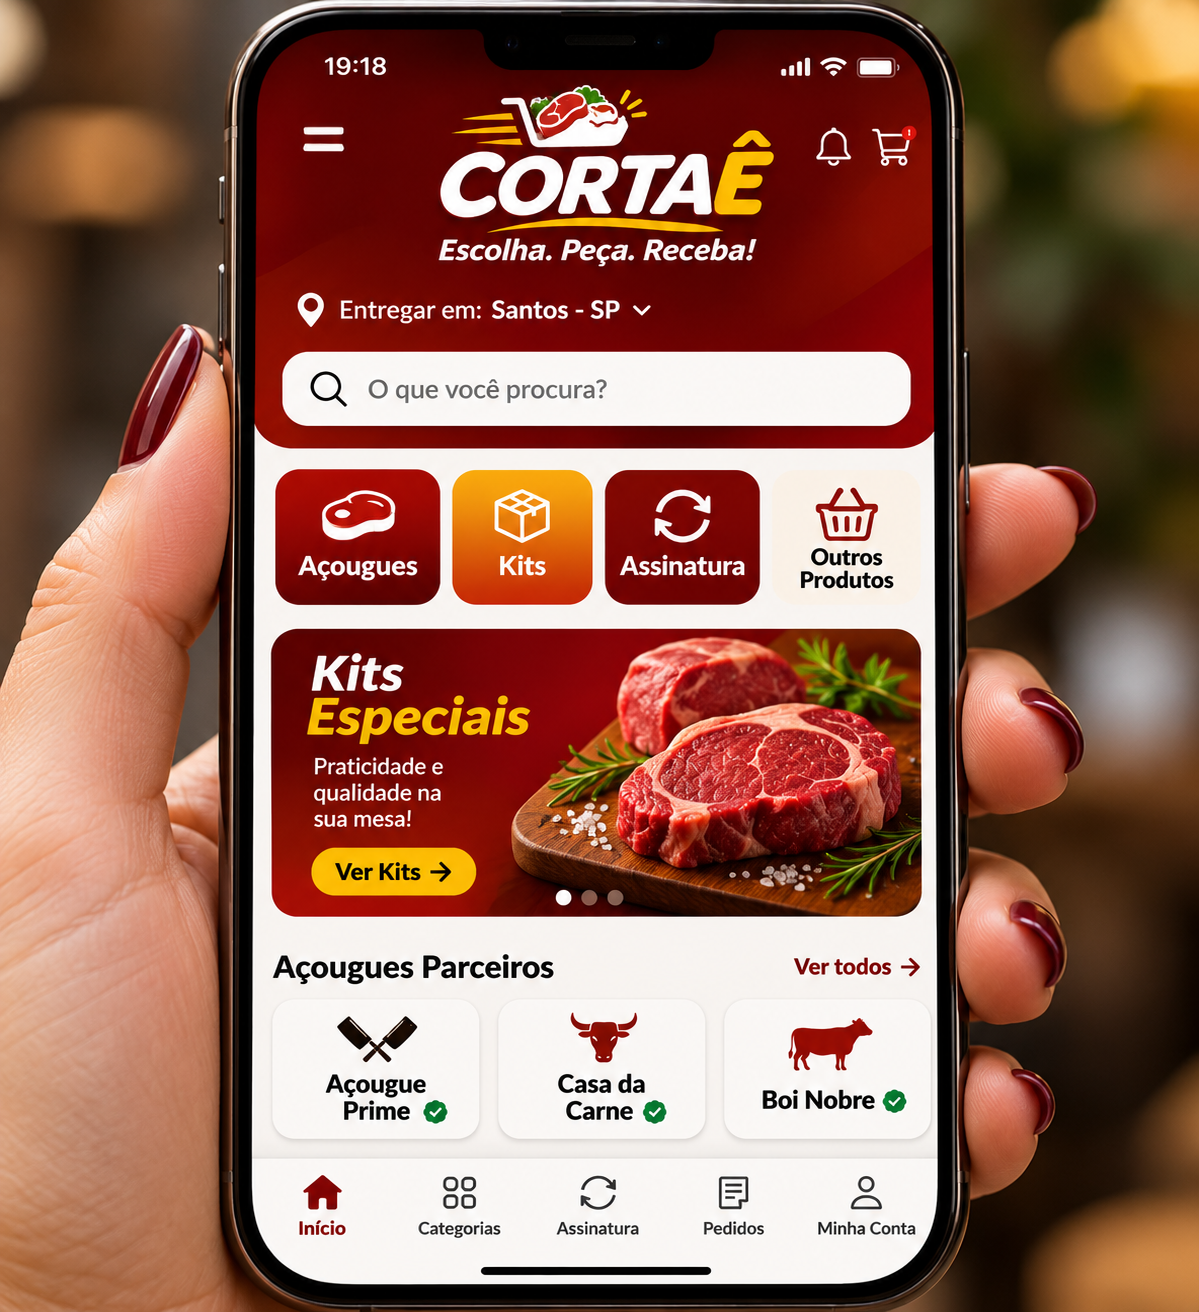 19:18
CORTAÊ
Escolha. Peça. Receba!
Entregar em: Santos - SP
O que você procura?
Açougues
Kits
Assinatura
Outros
Produtos
Kits
Especiais
Praticidade e
qualidade na
sua mesa!
Ver Kits →
Açougues Parceiros
Ver todos →
Açougue
Prime
Casa da
Carne
Boi Nobre
Início
Categorias
Assinatura
Pedidos
Minha Conta